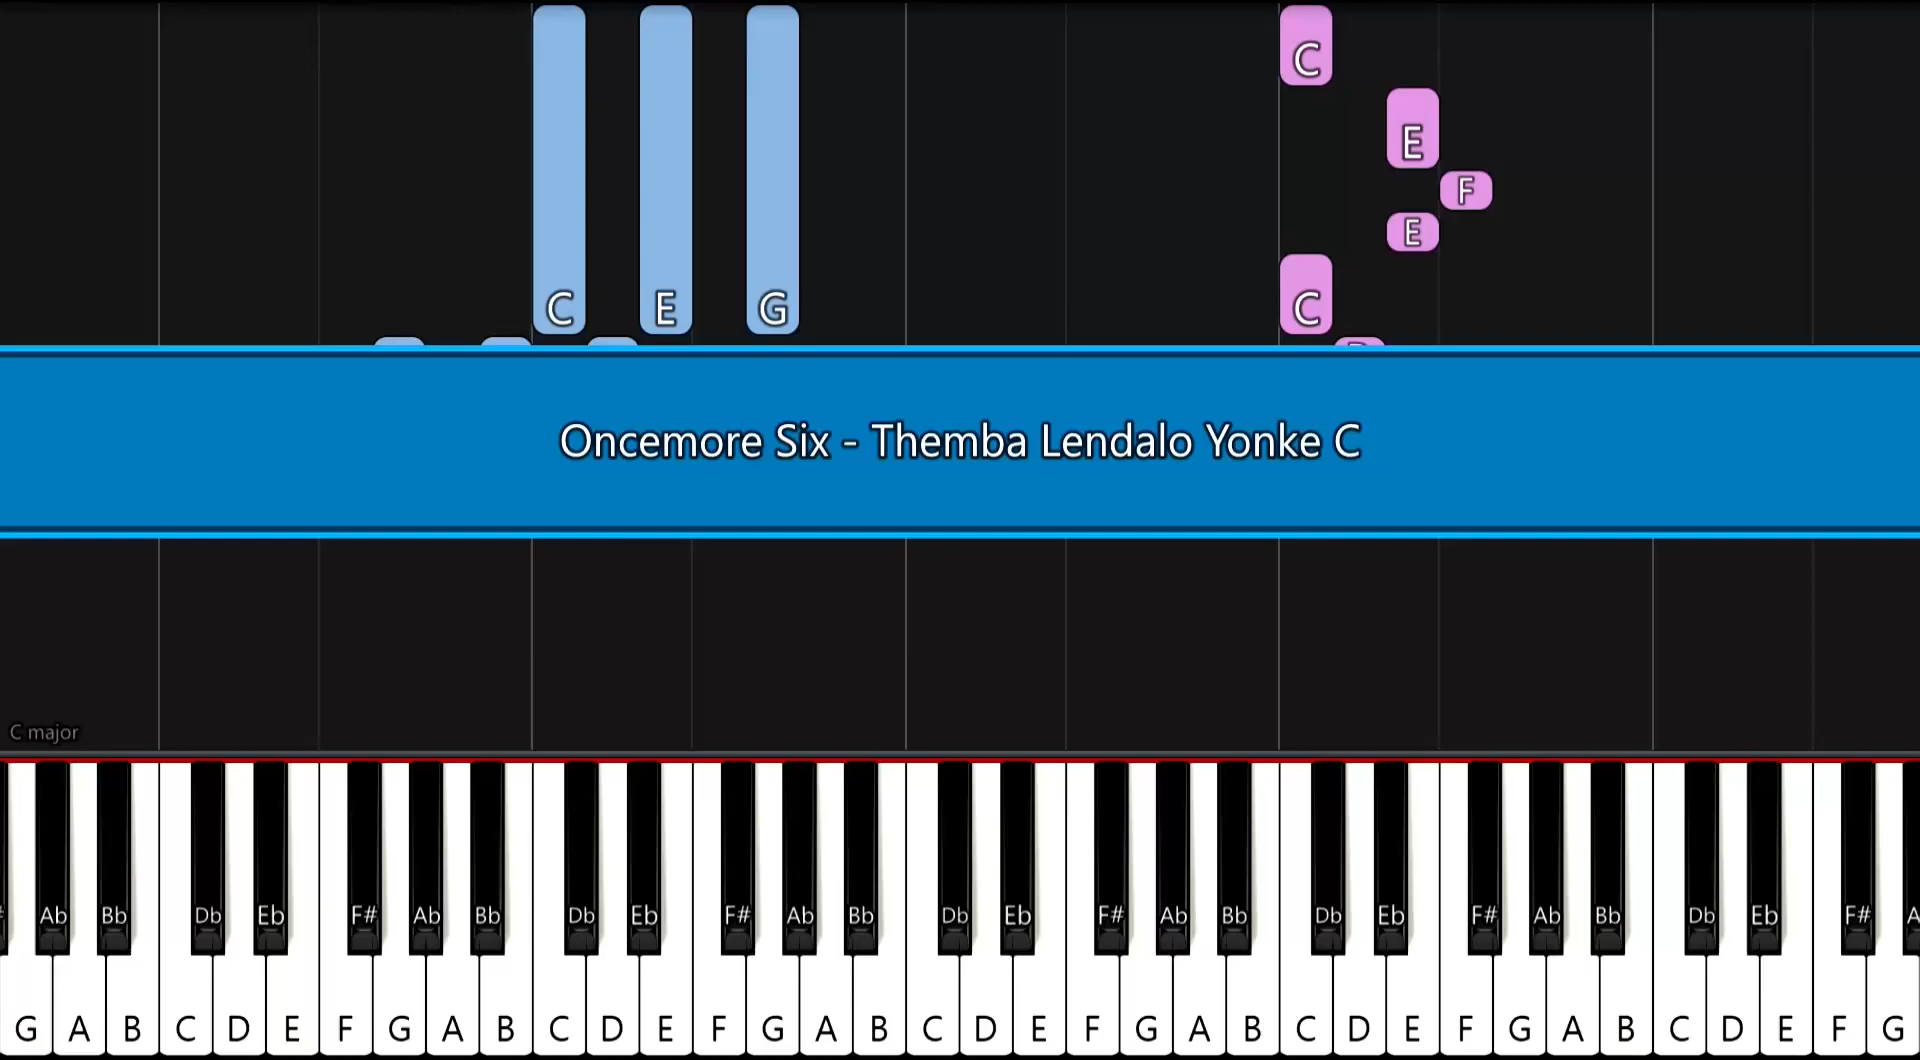 C
E
F
E
C E G C
Oncemore Six - Themba Lendalo Yonke C
C major
Ab Bb Db Eb F# Ab Bb Db Eb F# Ab Bb Db Eb F# Ab Bb Db Eb F# Ab Bb Db Eb F#
G A B C D E F G A B C D E F G A B C D E F G A B C D E F G A B C D E F G